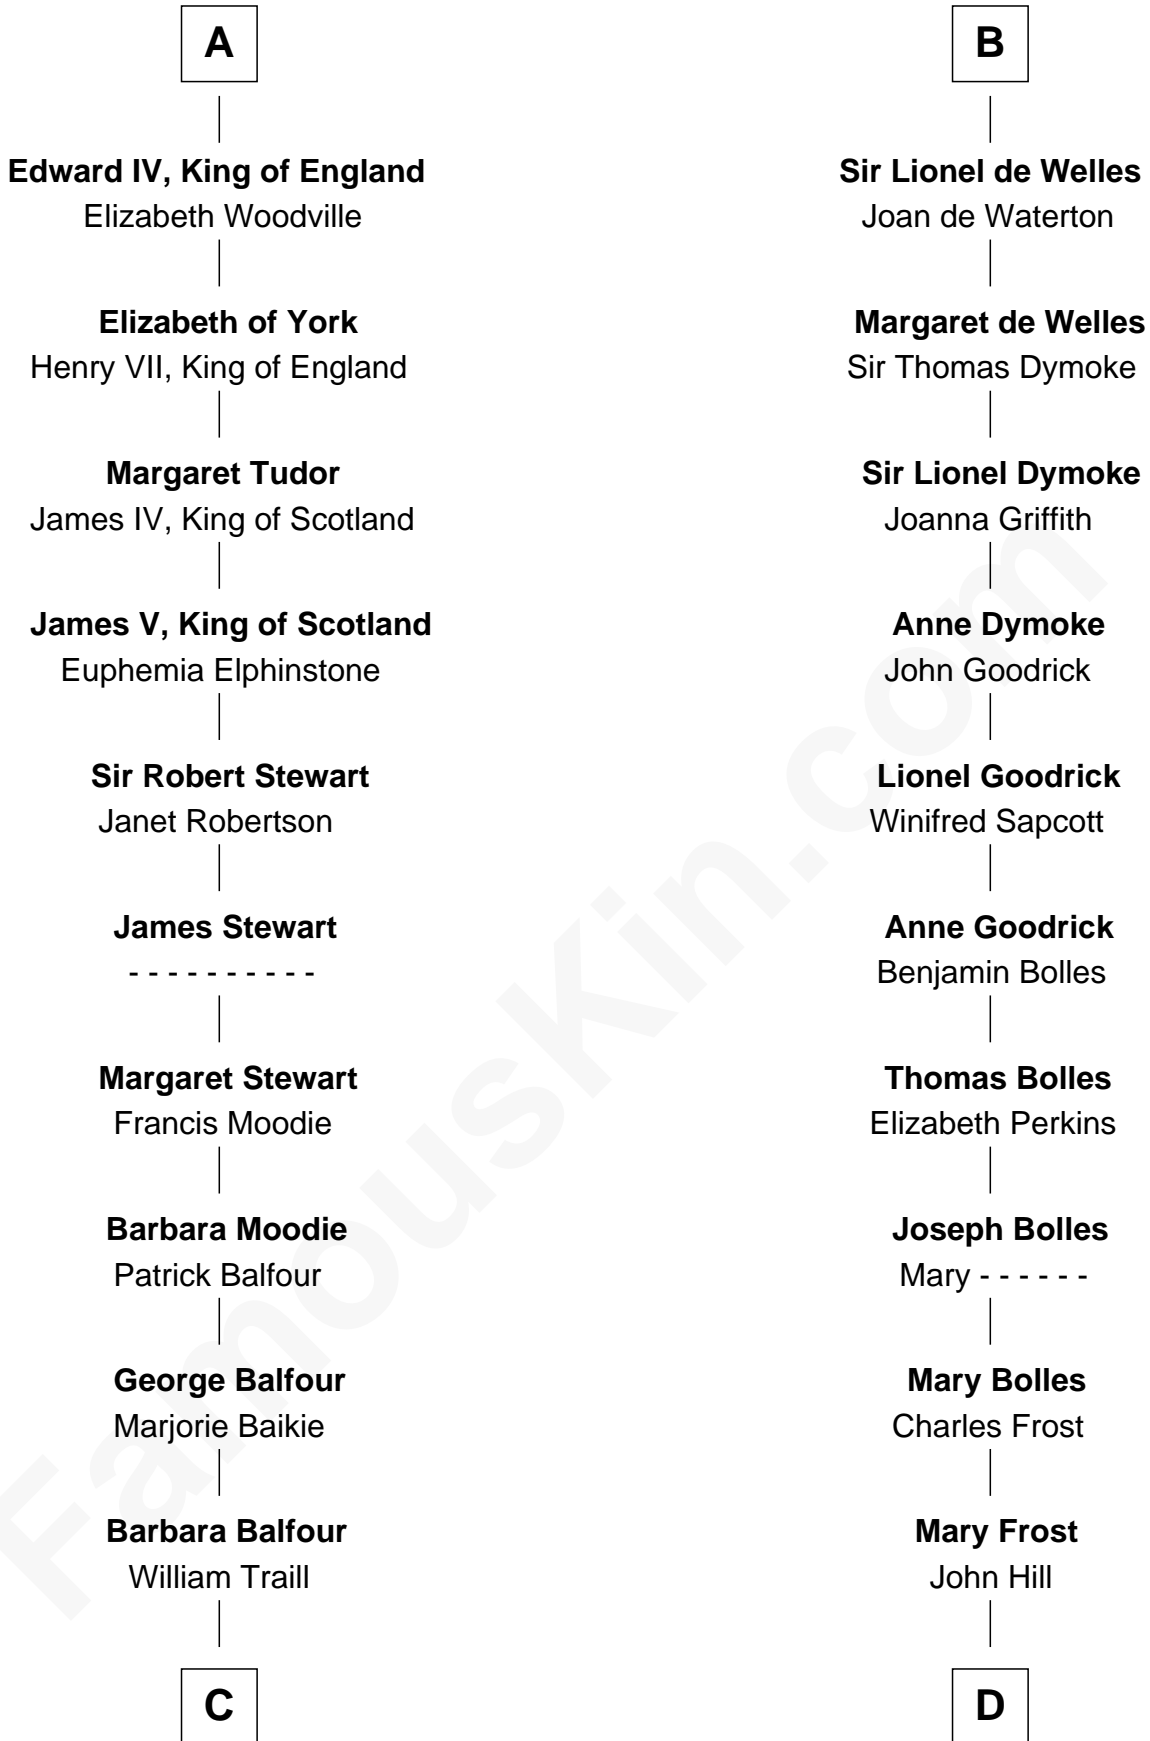 A
Edward IV, King of England
Elizabeth Woodville
Elizabeth of York
Henry VII, King of England
Margaret Tudor
James IV, King of Scotland
James V, King of Scotland
Euphemia Elphinstone
Sir Robert Stewart
Janet Robertson
James Stewart
- - - - - - - - - -
Margaret Stewart
Francis Moodie
Barbara Moodie
Patrick Balfour
George Balfour
Marjorie Baikie
Barbara Balfour
William Traill
C
B
Sir Lionel de Welles
Joan de Waterton
Margaret de Welles
Sir Thomas Dymoke
Sir Lionel Dymoke
Joanna Griffith
Anne Dymoke
John Goodrick
Lionel Goodrick
Winifred Sapcott
Anne Goodrick
Benjamin Bolles
Thomas Bolles
Elizabeth Perkins
Joseph Bolles
Mary - - - - - -
Mary Bolles
Charles Frost
Mary Frost
John Hill
D
FamousKin.com